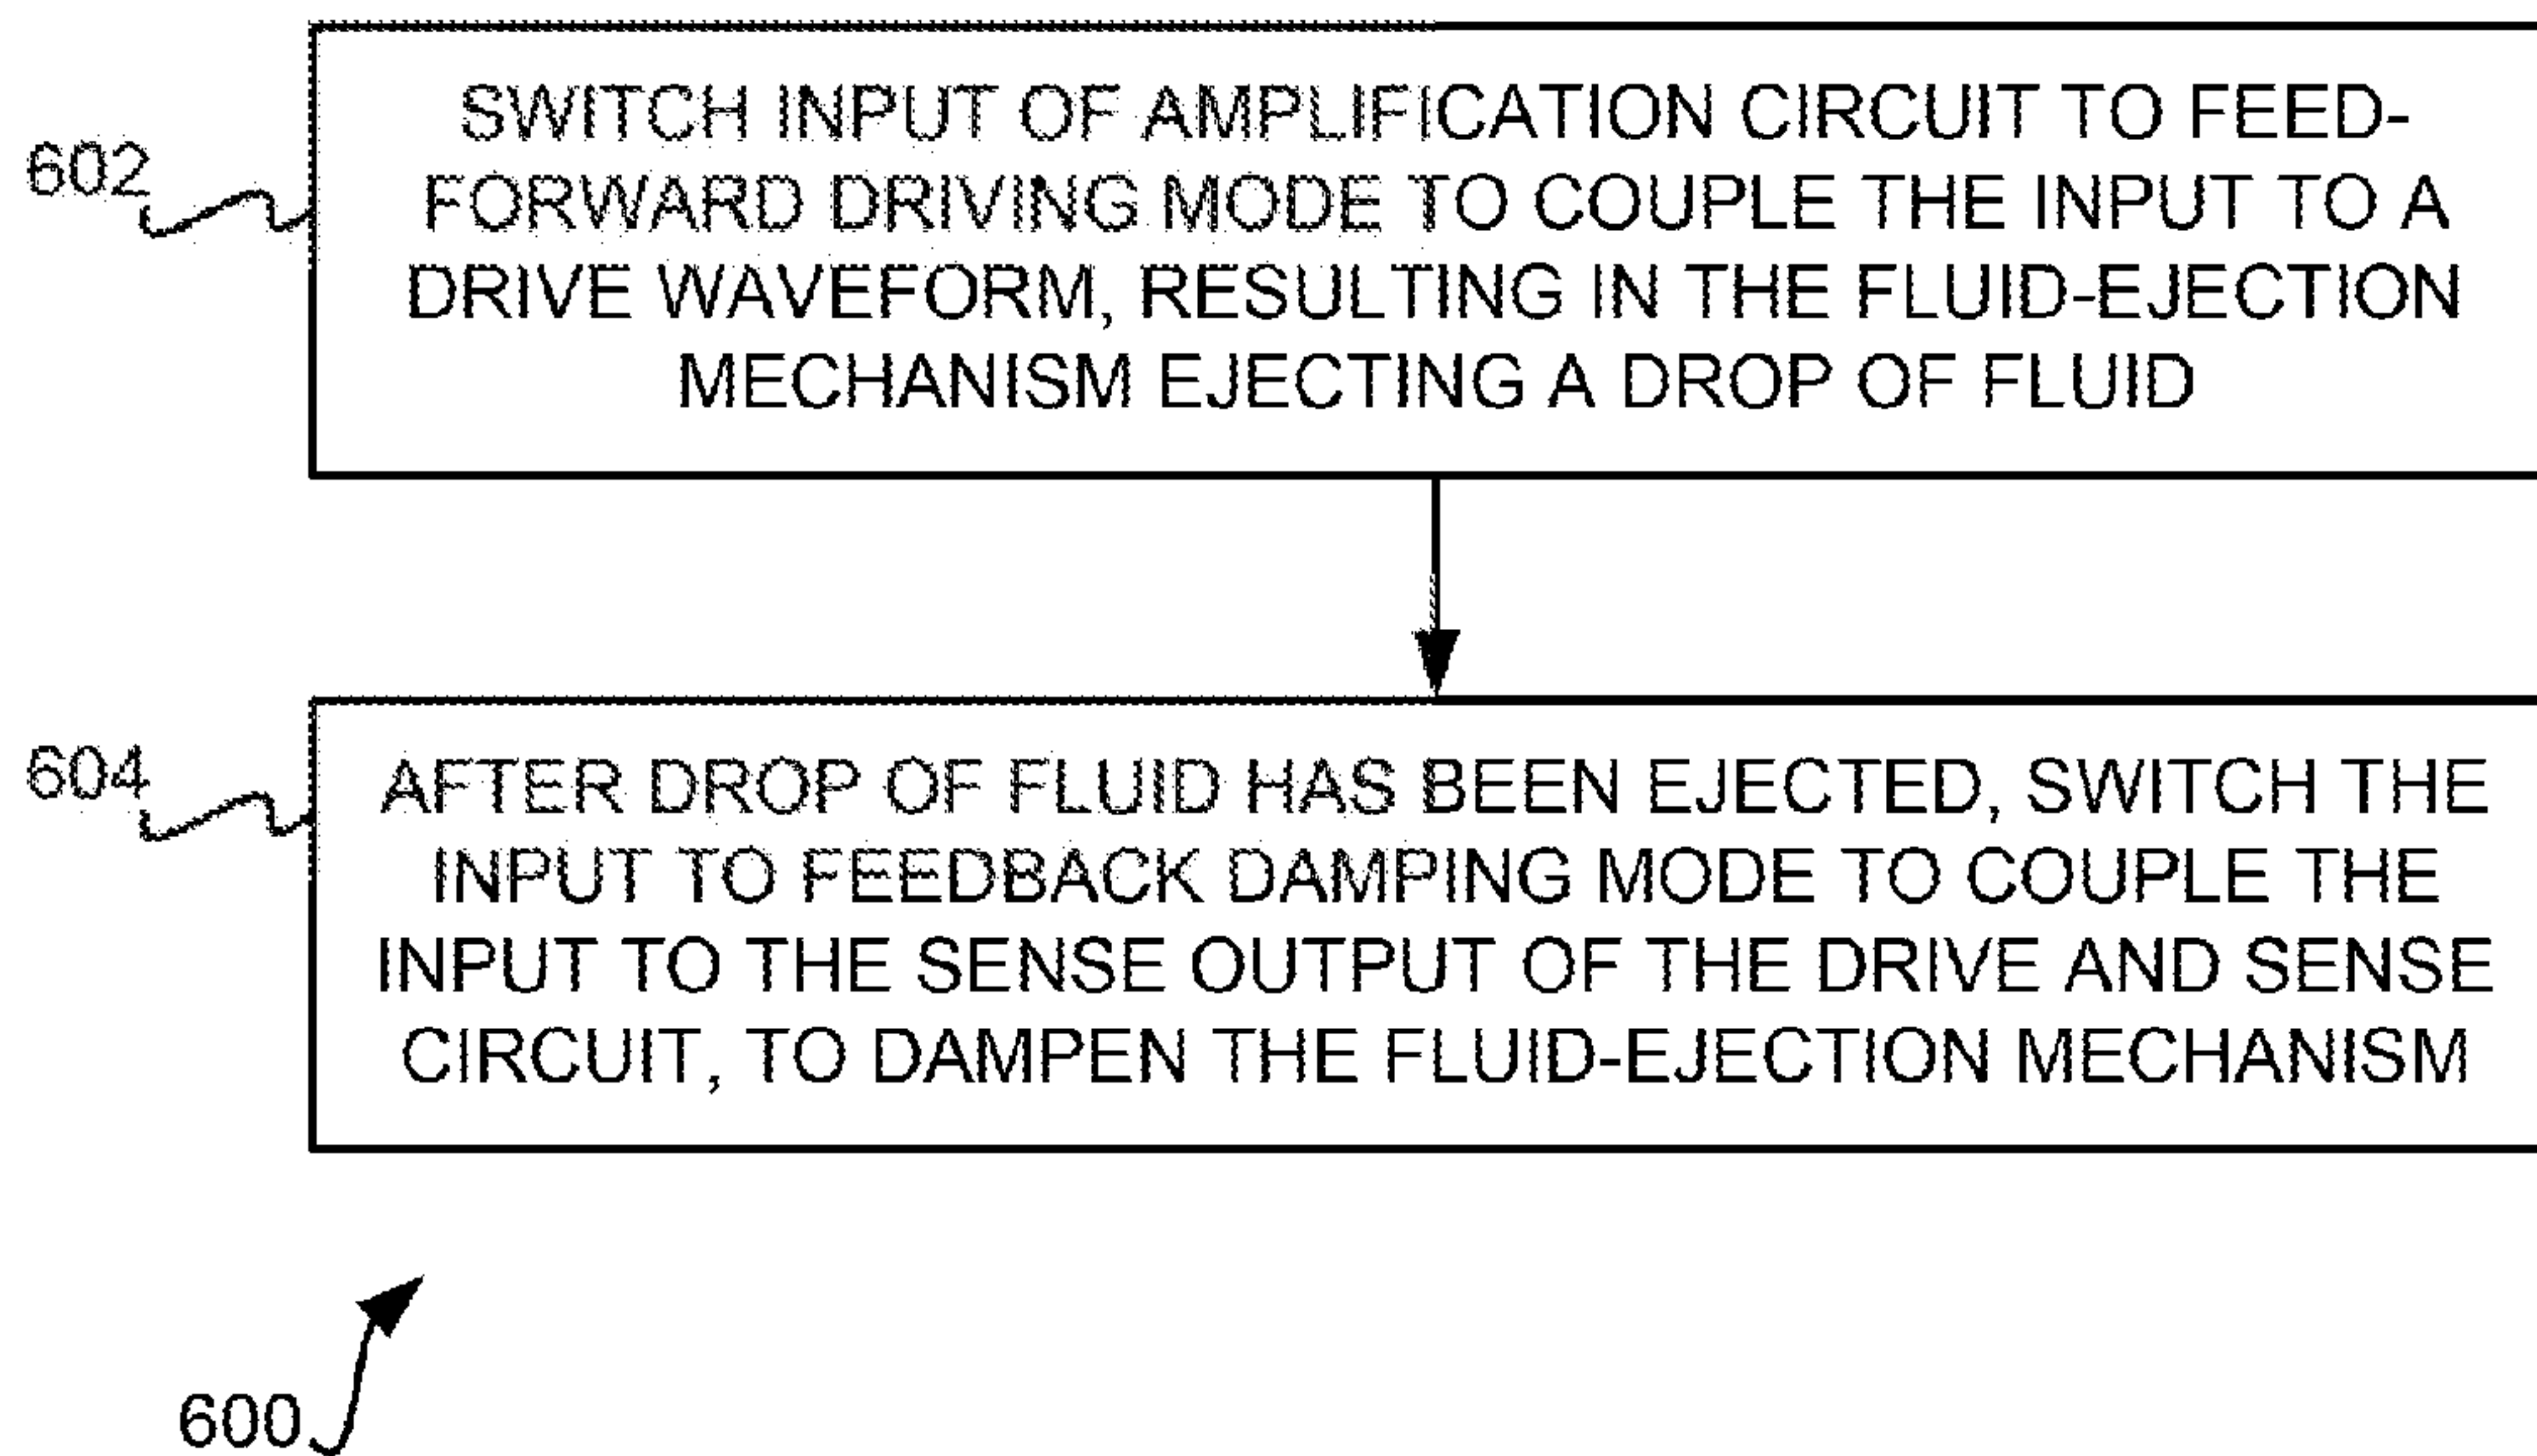 602
SWITCH INPUT OF AMPLIFICATION CIRCUIT TO FEED-
FORWARD DRIVING MODE TO COUPLE THE INPUT TO A
DRIVE WAVEFORM, RESULTING IN THE FLUID-EJECTION
MECHANISM EJECTING A DROP OF FLUID
604
AFTER DROP OF FLUID HAS BEEN EJECTED, SWITCH THE
INPUT TO FEEDBACK DAMPING MODE TO COUPLE THE
INPUT TO THE SENSE OUTPUT OF THE DRIVE AND SENSE
CIRCUIT, TO DAMPEN THE FLUID-EJECTION MECHANISM
600